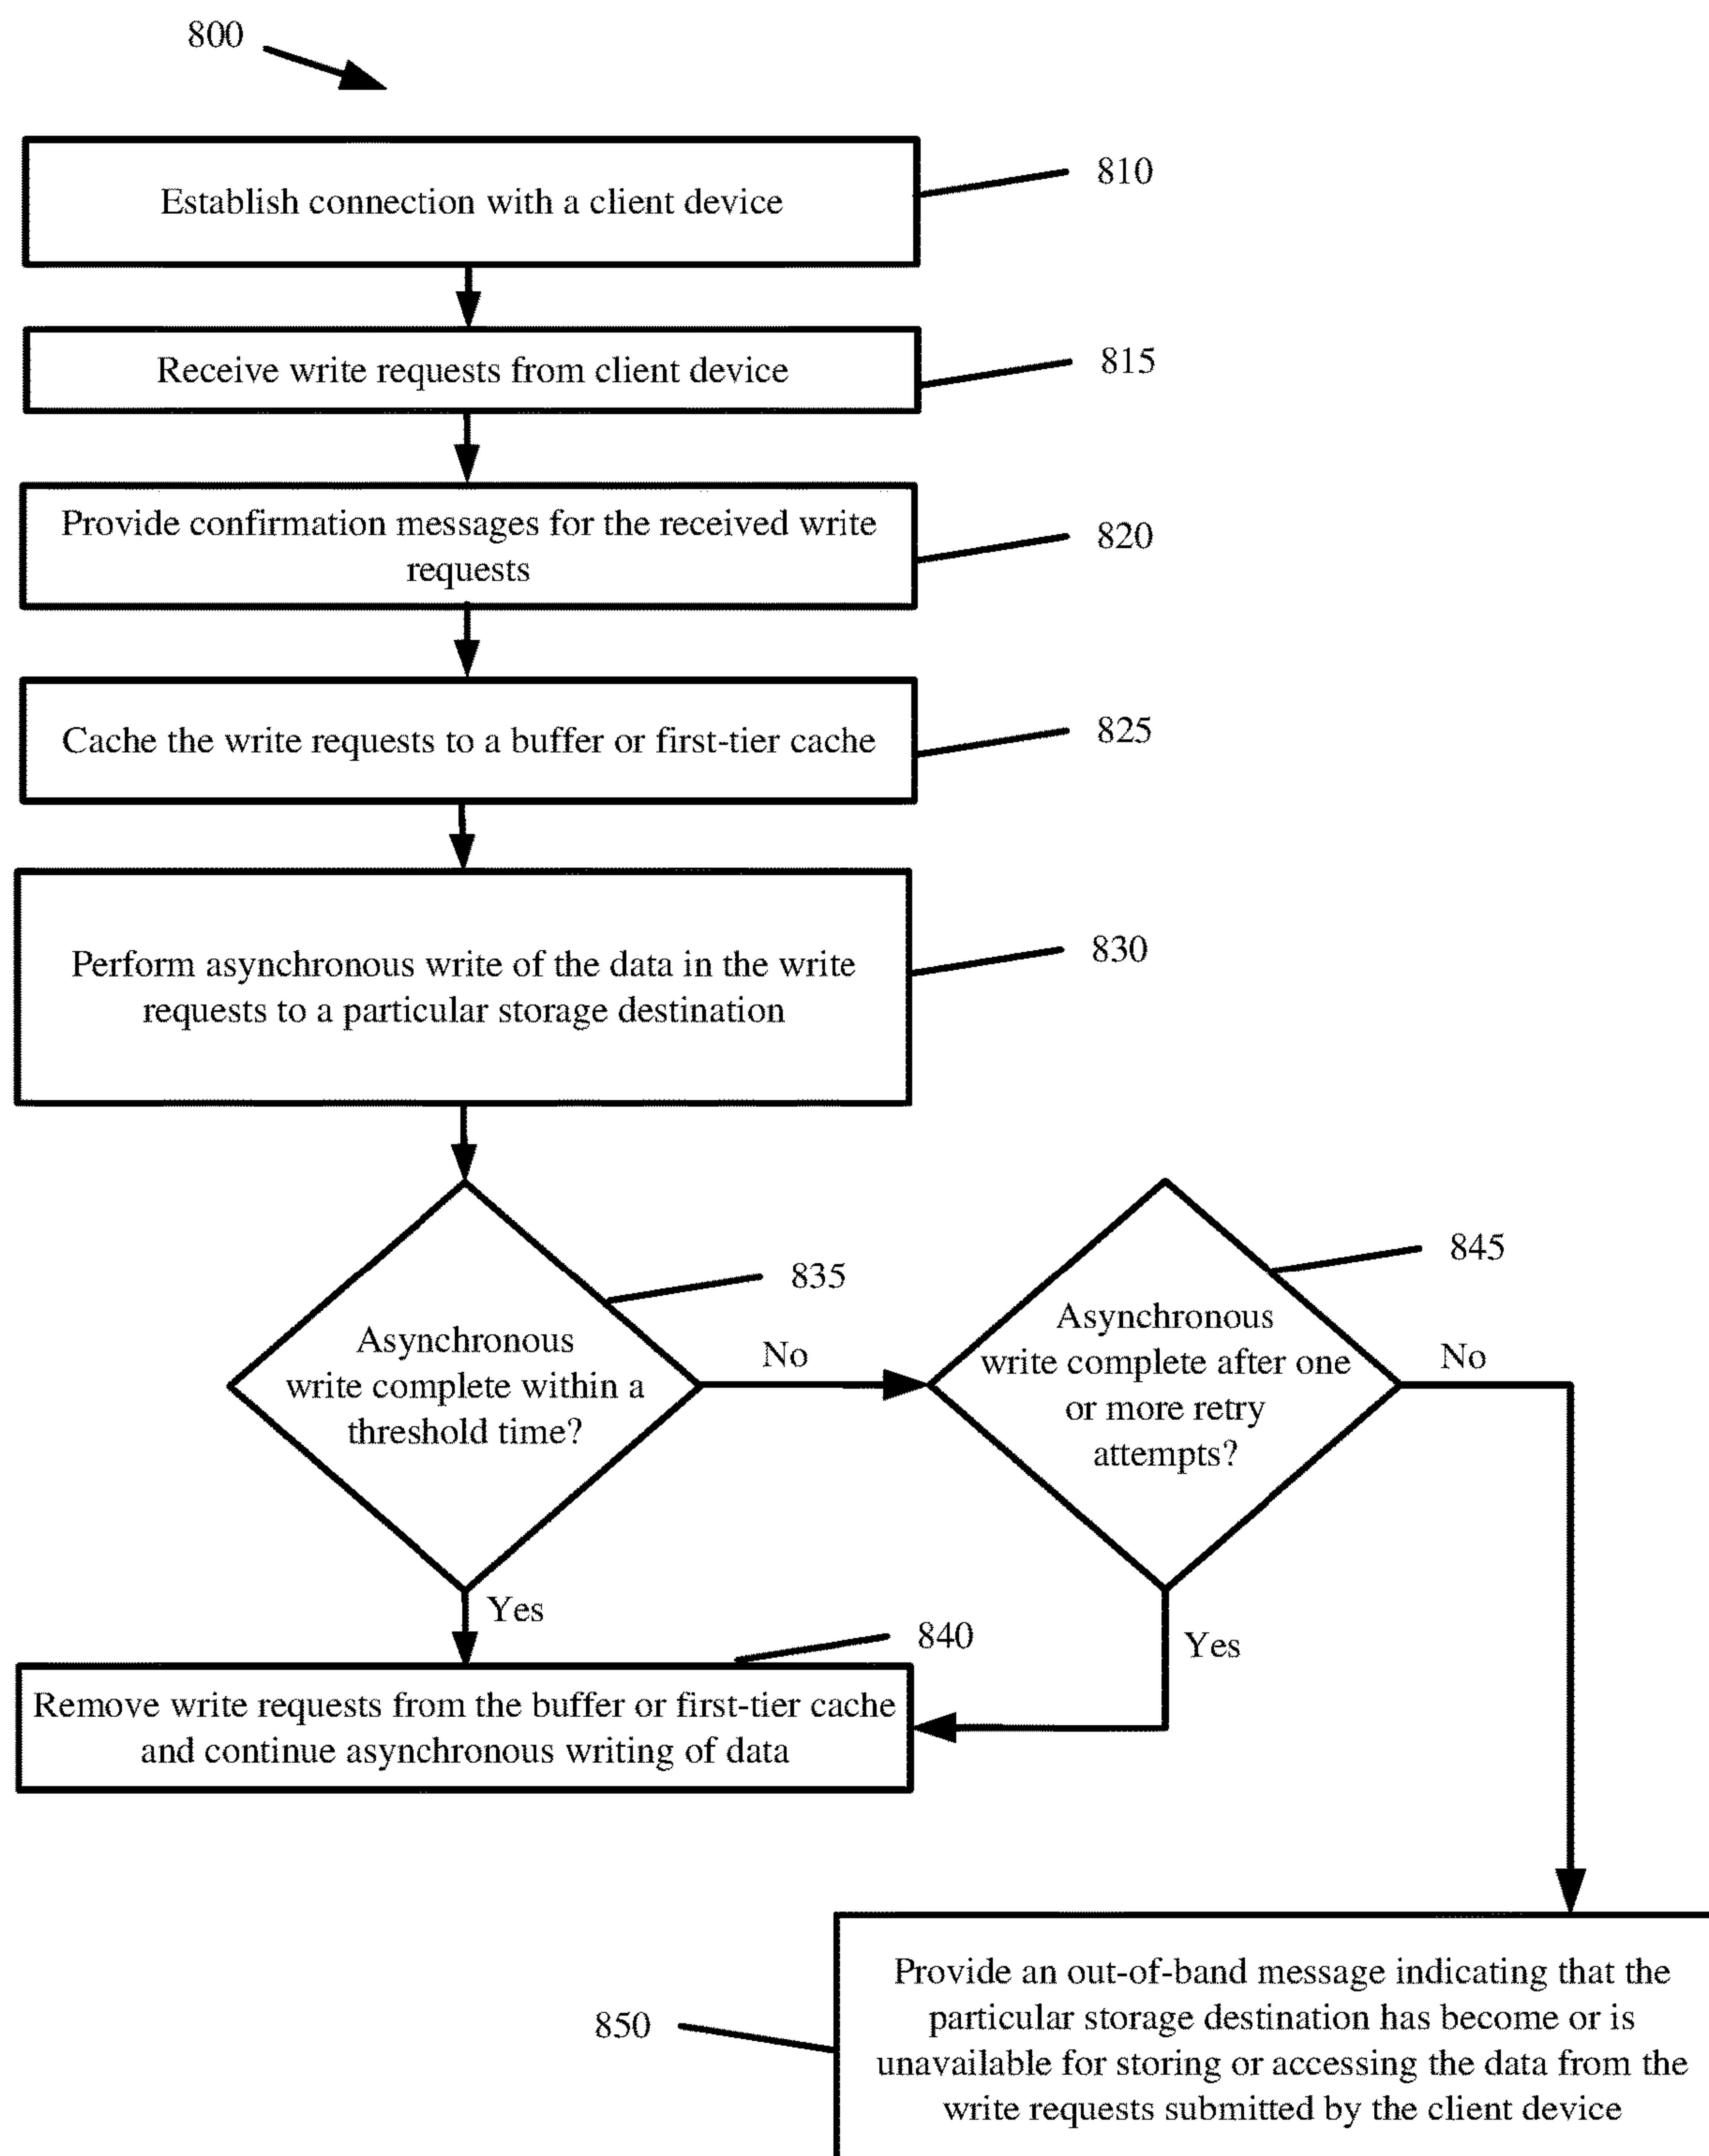 800
Establish connection with a client device
810
Receive write requests from client device
815
Provide confirmation messages for the received write
requests
820
Cache the write requests to a buffer or first-tier cache
825
Perform asynchronous write of the data in the write
requests to a particular storage destination
830
Asynchronous
write complete within a
threshold time?
835
No
Asynchronous
write complete after one
or more retry
attempts?
845
No
Yes
Yes
840
Remove write requests from the buffer or first-tier cache
and continue asynchronous writing of data
850
Provide an out-of-band message indicating that the
particular storage destination has become or is
unavailable for storing or accessing the data from the
write requests submitted by the client device